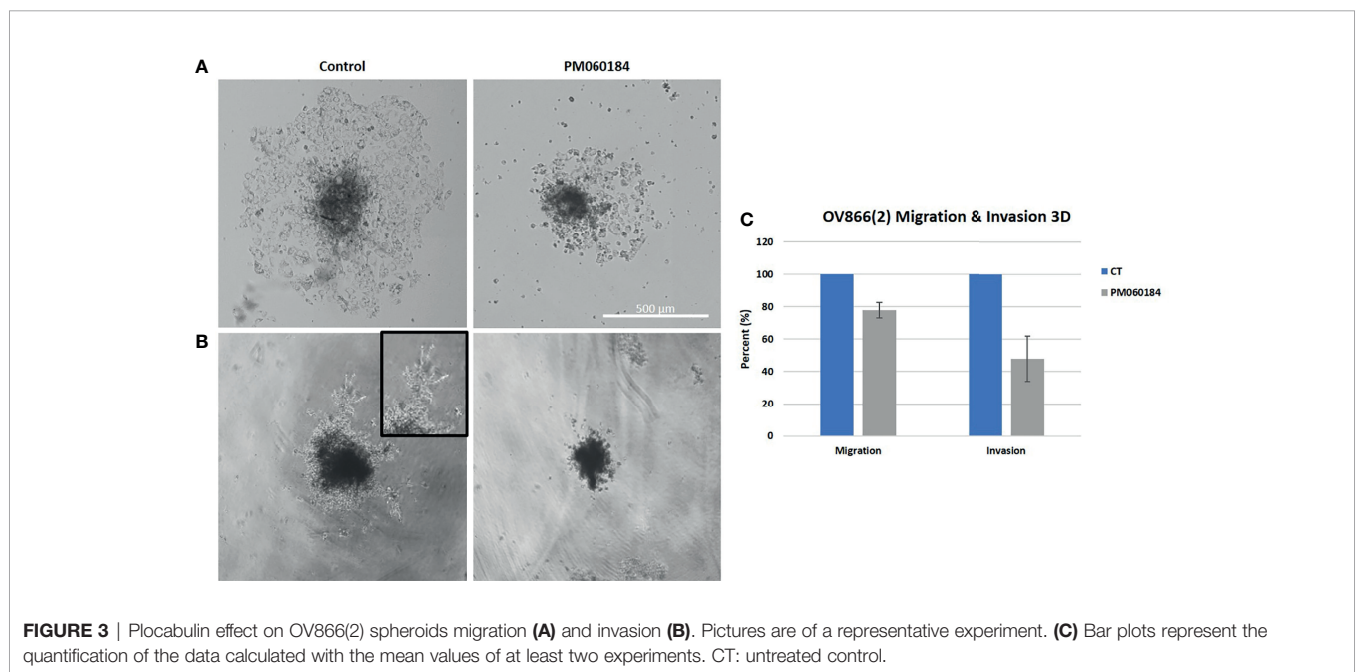 A
Control
PM060184
500 µm
B
C
OV866(2) Migration & Invasion 3D
120
100
80
60
40
20
0
Percent (%)
Migration
Invasion
CT
PM060184
FIGURE 3 | Plocabulin effect on OV866(2) spheroids migration (A) and invasion (B). Pictures are of a representative experiment. (C) Bar plots represent the
quantification of the data calculated with the mean values of at least two experiments. CT: untreated control.